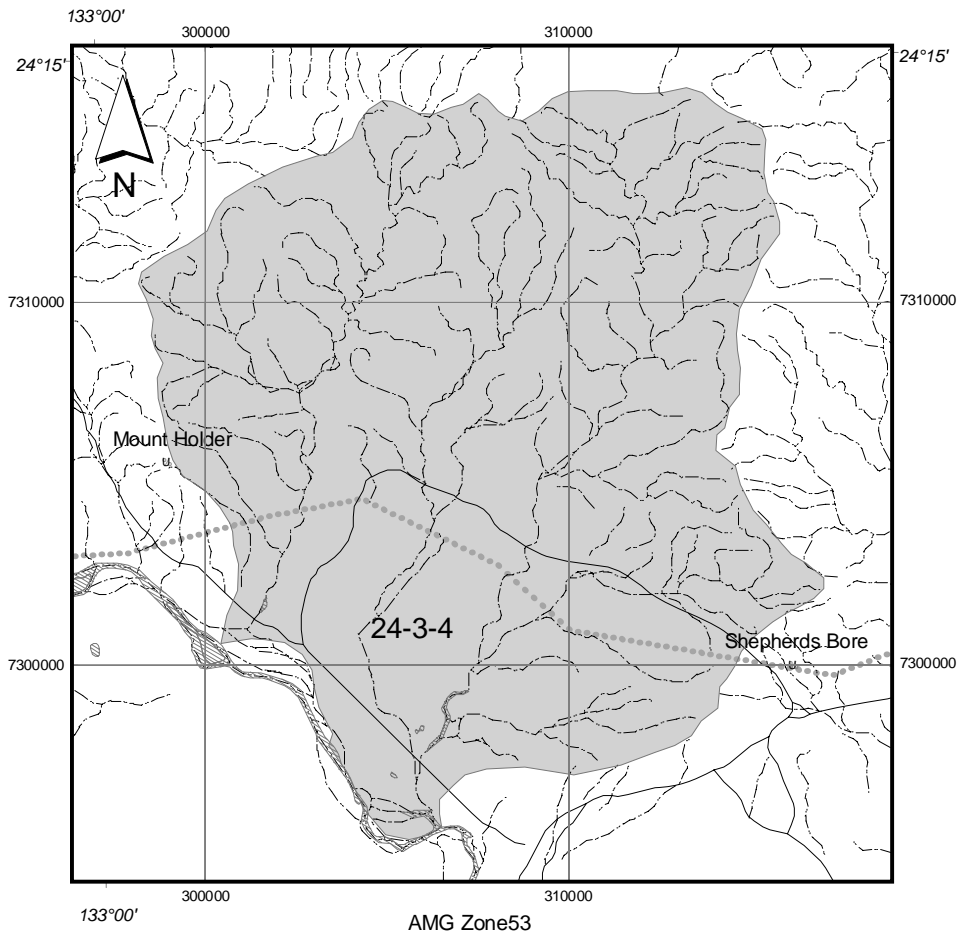 133°00'
300000 310000
24°15' 24°15'
N
7310000 7310000
Mount Holder
24-3-4
Shepherds Bore
7300000 7300000
300000 310000
133°00'
AMG Zone53